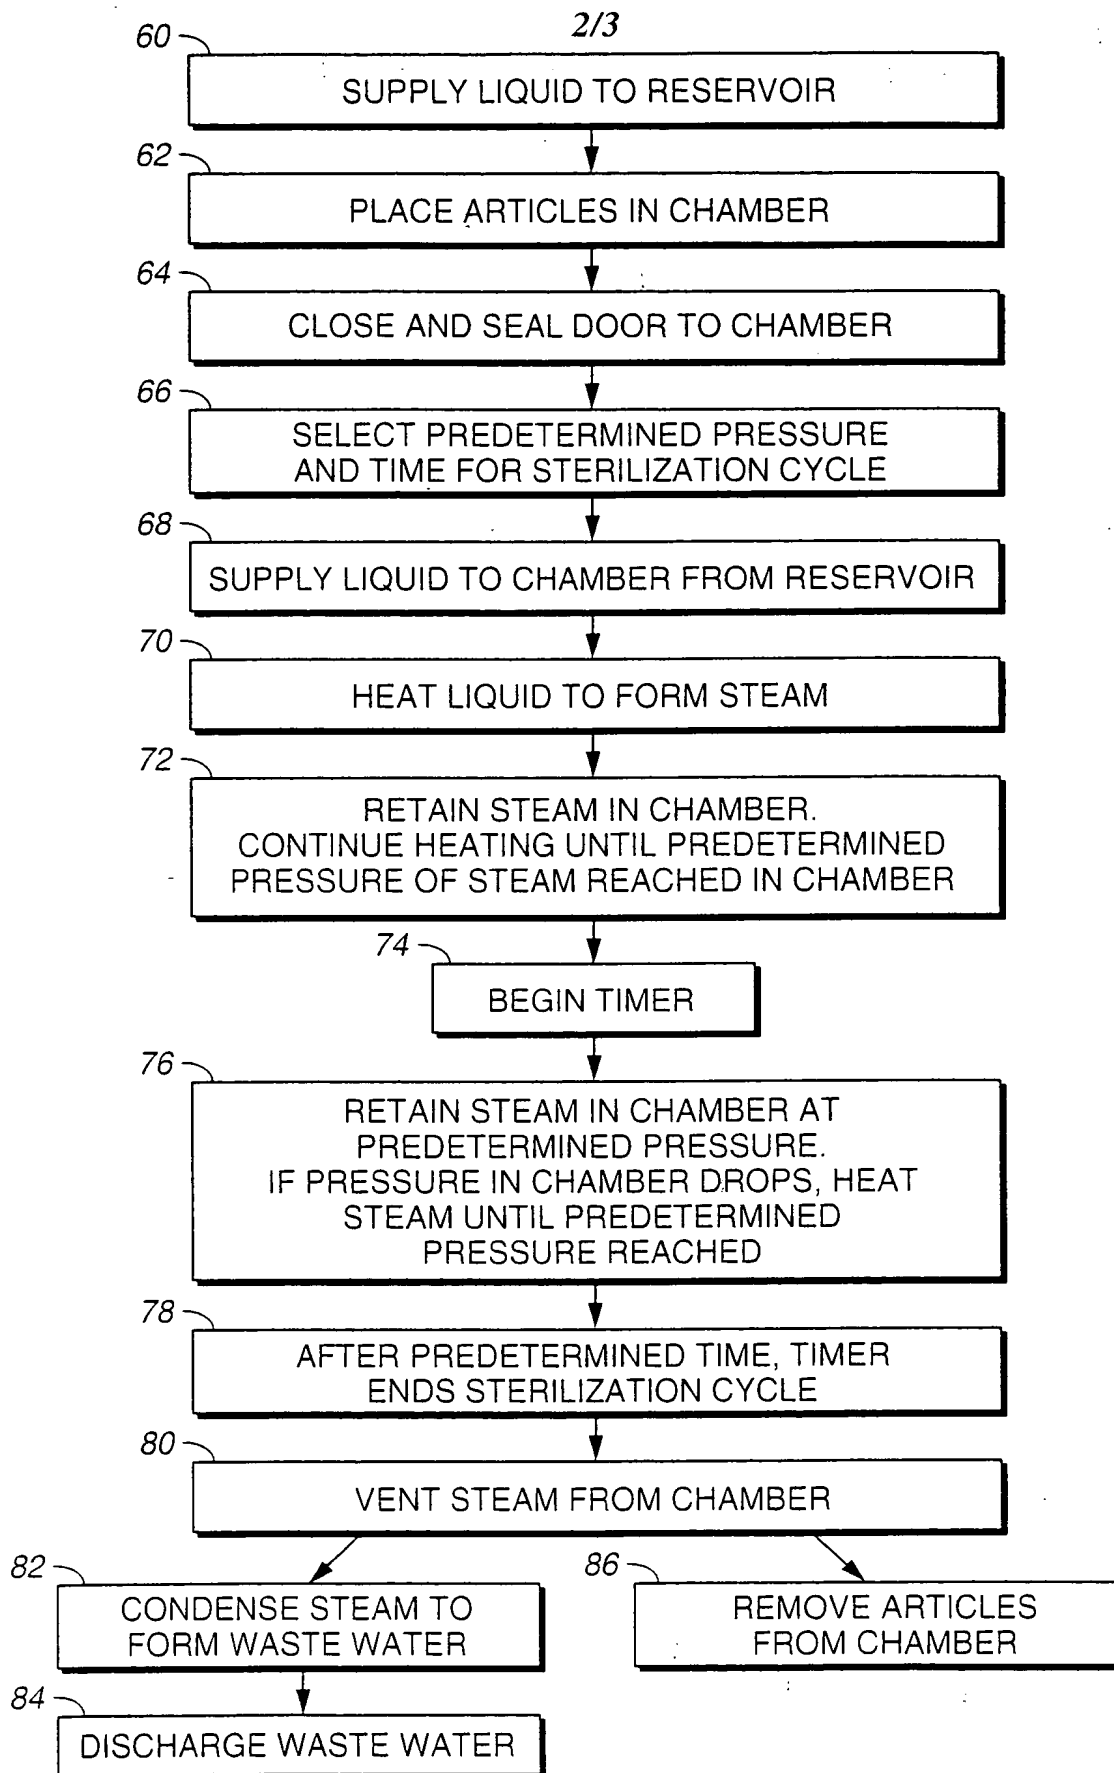 2/3
60
SUPPLY LIQUID TO RESERVOIR
62
PLACE ARTICLES IN CHAMBER
64
CLOSE AND SEAL DOOR TO CHAMBER
66
SELECT PREDETERMINED PRESSURE
AND TIME FOR STERILIZATION CYCLE
68
SUPPLY LIQUID TO CHAMBER FROM RESERVOIR
70
HEAT LIQUID TO FORM STEAM
72
RETAIN STEAM IN CHAMBER.
CONTINUE HEATING UNTIL PREDETERMINED
PRESSURE OF STEAM REACHED IN CHAMBER
74
BEGIN TIMER
76
RETAIN STEAM IN CHAMBER AT
PREDETERMINED PRESSURE.
IF PRESSURE IN CHAMBER DROPS, HEAT
STEAM UNTIL PREDETERMINED
PRESSURE REACHED
78
AFTER PREDETERMINED TIME, TIMER
ENDS STERILIZATION CYCLE
80
VENT STEAM FROM CHAMBER
82
CONDENSE STEAM TO
FORM WASTE WATER
86
REMOVE ARTICLES
FROM CHAMBER
84
DISCHARGE WASTE WATER